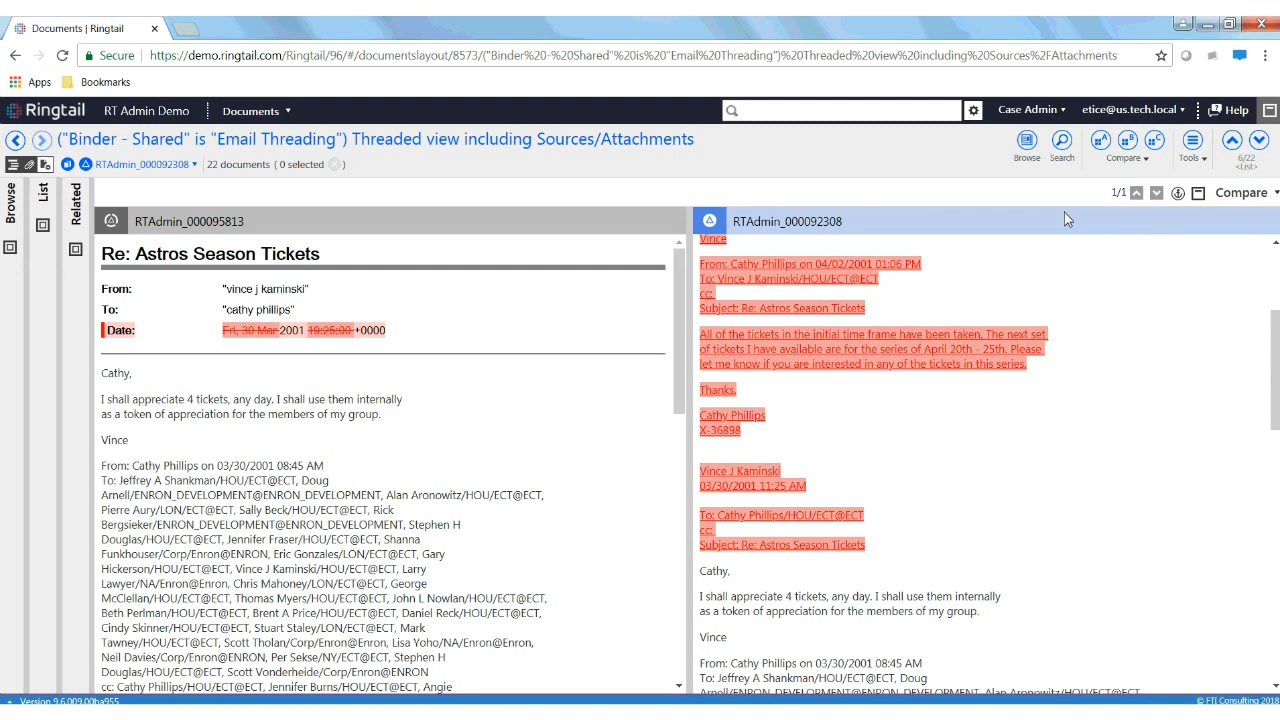 Documents | Ringtail
Secure https://demo.ringtail.com/Ringtail/96/#/documentslayout/8573/("Binder%20-%20Shared"%20is%20"Email%20Threading")%20Threaded%20view%20including%20Sources%2FAttachments
Apps Bookmarks
Ringtail RT Admin Demo Documents Case Admin etice@us.tech.local Help
("Binder - Shared" is "Email Threading") Threaded view including Sources/Attachments
Browse Search Compare Tools 6/22 <List>
RTAdmin_000092308 22 documents ( 0 selected )
Browse
List
Related
1/1 Compare
RTAdmin_000095813
Re: Astros Season Tickets
From: "vince j kaminski"
To: "cathy phillips"
Date: Fri, 30 Mar 2001 19:25:00 +0000
Cathy,
I shall appreciate 4 tickets, any day. I shall use them internally
as a token of appreciation for the members of my group.
Vince
From: Cathy Phillips on 03/30/2001 08:45 AM
To: Jeffrey A Shankman/HOU/ECT@ECT, Doug
Arnell/ENRON_DEVELOPMENT@ENRON_DEVELOPMENT, Alan Aronowitz/HOU/ECT@ECT,
Pierre Aury/LON/ECT@ECT, Sally Beck/HOU/ECT@ECT, Rick
Bergsieker/ENRON_DEVELOPMENT@ENRON_DEVELOPMENT, Stephen H
Douglas/HOU/ECT@ECT, Jennifer Fraser/HOU/ECT@ECT, Shanna
Funkhouser/Corp/Enron@ENRON, Eric Gonzales/LON/ECT@ECT, Gary
Hickerson/HOU/ECT@ECT, Vince J Kaminski/HOU/ECT@ECT, Larry
Lawyer/NA/Enron@Enron, Chris Mahoney/LON/ECT@ECT, George
McClellan/HOU/ECT@ECT, Thomas Myers/HOU/ECT@ECT, John L Nowlan/HOU/ECT@ECT,
Beth Perlman/HOU/ECT@ECT, Brent A Price/HOU/ECT@ECT, Daniel Reck/HOU/ECT@ECT,
Cindy Skinner/HOU/ECT@ECT, Stuart Staley/LON/ECT@ECT, Mark
Tawney/HOU/ECT@ECT, Scott Tholan/Corp/Enron@Enron, Lisa Yoho/NA/Enron@Enron,
Neil Davies/Corp/Enron@ENRON, Per Sekse/NY/ECT@ECT, Stephen H
Douglas/HOU/ECT@ECT, Scott Vonderheide/Corp/Enron@ENRON
cc: Cathy Phillips/HOU/ECT@ECT, Jennifer Burns/HOU/ECT@ECT, Angie
RTAdmin_000092308
Vince
From: Cathy Phillips on 04/02/2001 01:06 PM
To: Vince J Kaminski/HOU/ECT@ECT
cc:
Subject: Re: Astros Season Tickets
All of the tickets in the initial time frame have been taken. The next set
of tickets I have available are for the series of April 20th - 25th. Please
let me know if you are interested in any of the tickets in this series.
Thanks.
Cathy Phillips
X-36898
Vince J Kaminski
03/30/2001 11:25 AM
To: Cathy Phillips/HOU/ECT@ECT
cc:
Subject: Re: Astros Season Tickets
Cathy,
I shall appreciate 4 tickets, any day. I shall use them internally
as a token of appreciation for the members of my group.
Vince
From: Cathy Phillips on 03/30/2001 08:45 AM
To: Jeffrey A Shankman/HOU/ECT@ECT, Doug
Arnell/ENRON_DEVELOPMENT@ENRON_DEVELOPMENT, Alan Aronowitz/HOU/ECT@ECT,
Version 9.6.009.00ba955 © FTI Consulting 2018